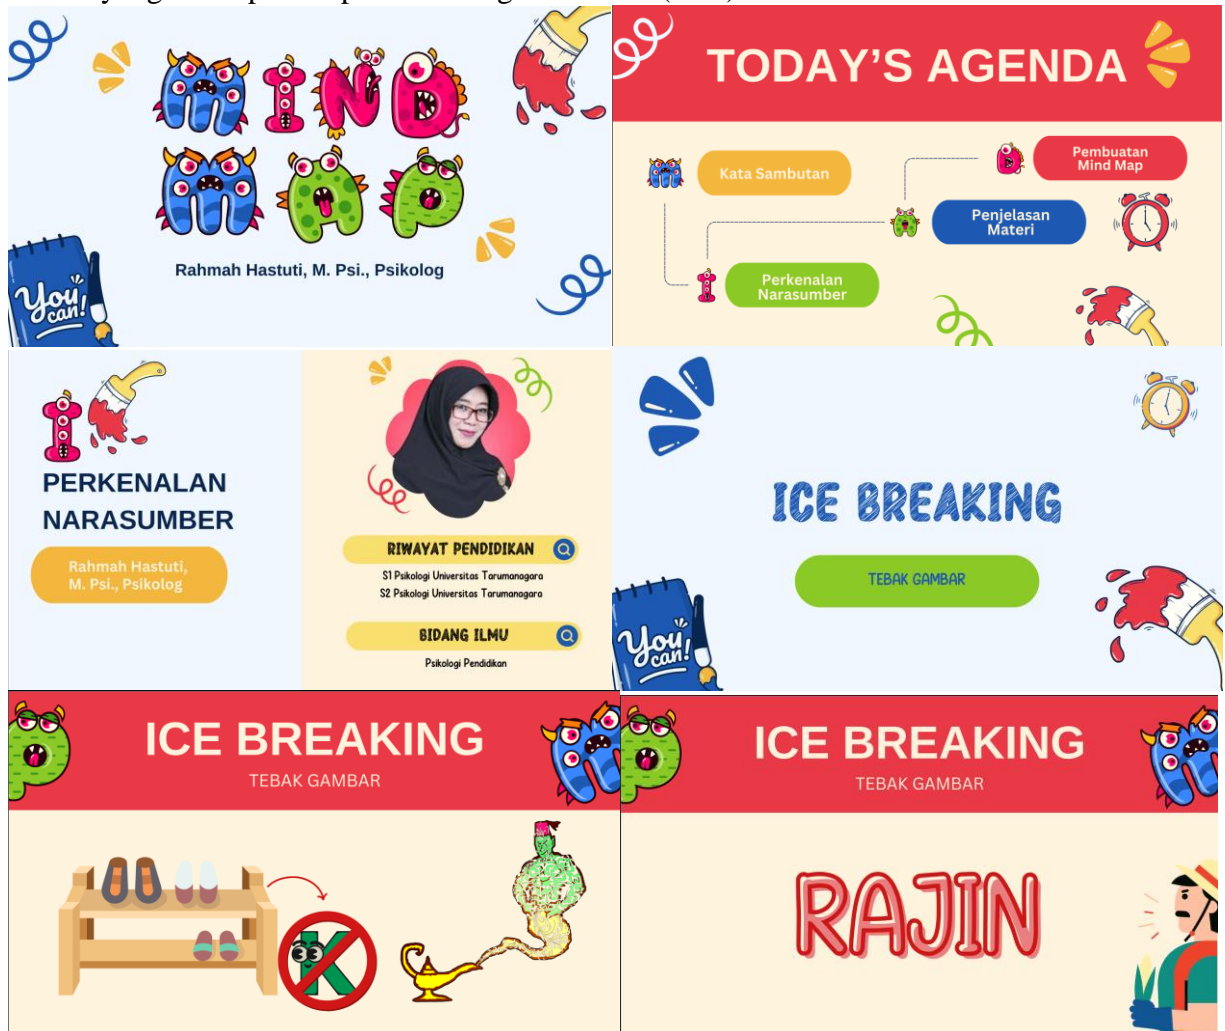 MIND
MAP
Rahmah Hastuti, M. Psi., Psikolog
You
can!
TODAY'S AGENDA
Kata Sambutan
Perkenalan
Narasumber
Penjelasan
Materi
Pembuatan
Mind Map
I
PERKENALAN
NARASUMBER
Rahmah Hastuti,
M. Psi., Psikolog
RIWAYAT PENDIDIKAN
S1 Psikologi Universitas Tarumanagara
S2 Psikologi Universitas Tarumanagara
BIDANG ILMU
Psikologi Pendidikan
ICE BREAKING
TEBAK GAMBAR
You
can!
ICE BREAKING
TEBAK GAMBAR
K
ICE BREAKING
TEBAK GAMBAR
RAJIN